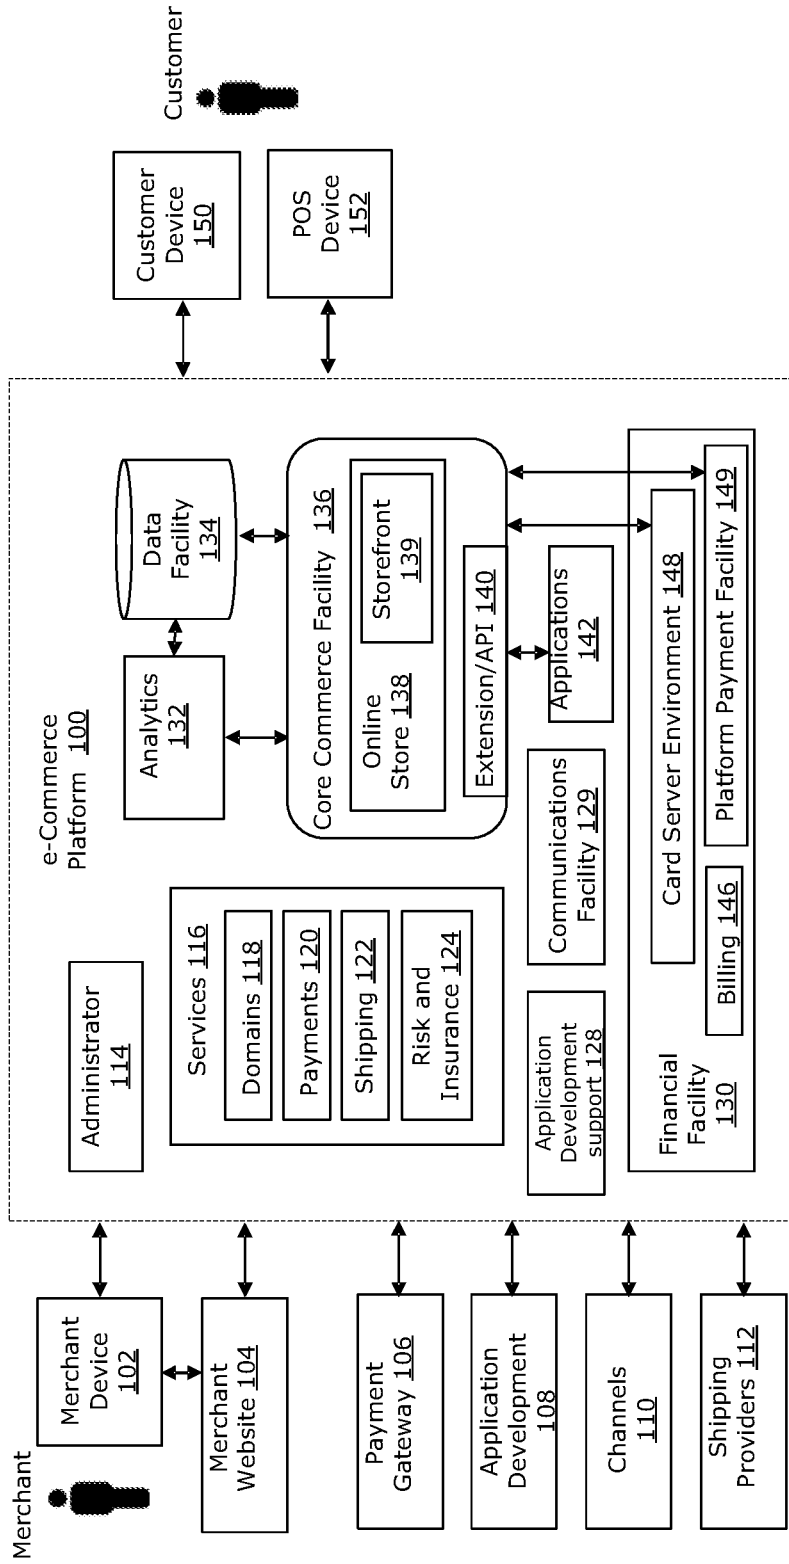 Merchant
Merchant
Device
102
Merchant
Website 104
Payment
Gateway 106
Application
Development
108
Channels
110
Shipping
Providers 112
e-Commerce
Platform 100
Administrator
114
Services 116
Domains 118
Payments 120
Shipping 122
Risk and
Insurance 124
Application
Development
support 128
Communications
Facility 129
Financial
Facility
130
Billing 146
Card Server Environment 148
Platform Payment Facility 149
Analytics
132
Data
Facility
134
Core Commerce Facility 136
Online
Store 138
Storefront
139
Extension/API 140
Applications
142
Customer
Device
150
POS
Device
152
Customer